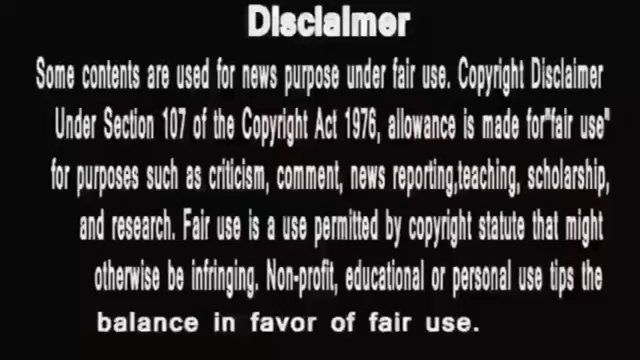 Disclaimer
Some contents are used for news purpose under fair use. Copyright Disclaimer
Under Section 107 of the Copyright Act 1976, allowance is made for"fair use"
for purposes such as criticism, comment, news reporting,teaching, scholarship,
and research. Fair use is a use permitted by copyright statute that might
otherwise be infringing. Non-profit, educational or personal use tips the
balance in favor of fair use.